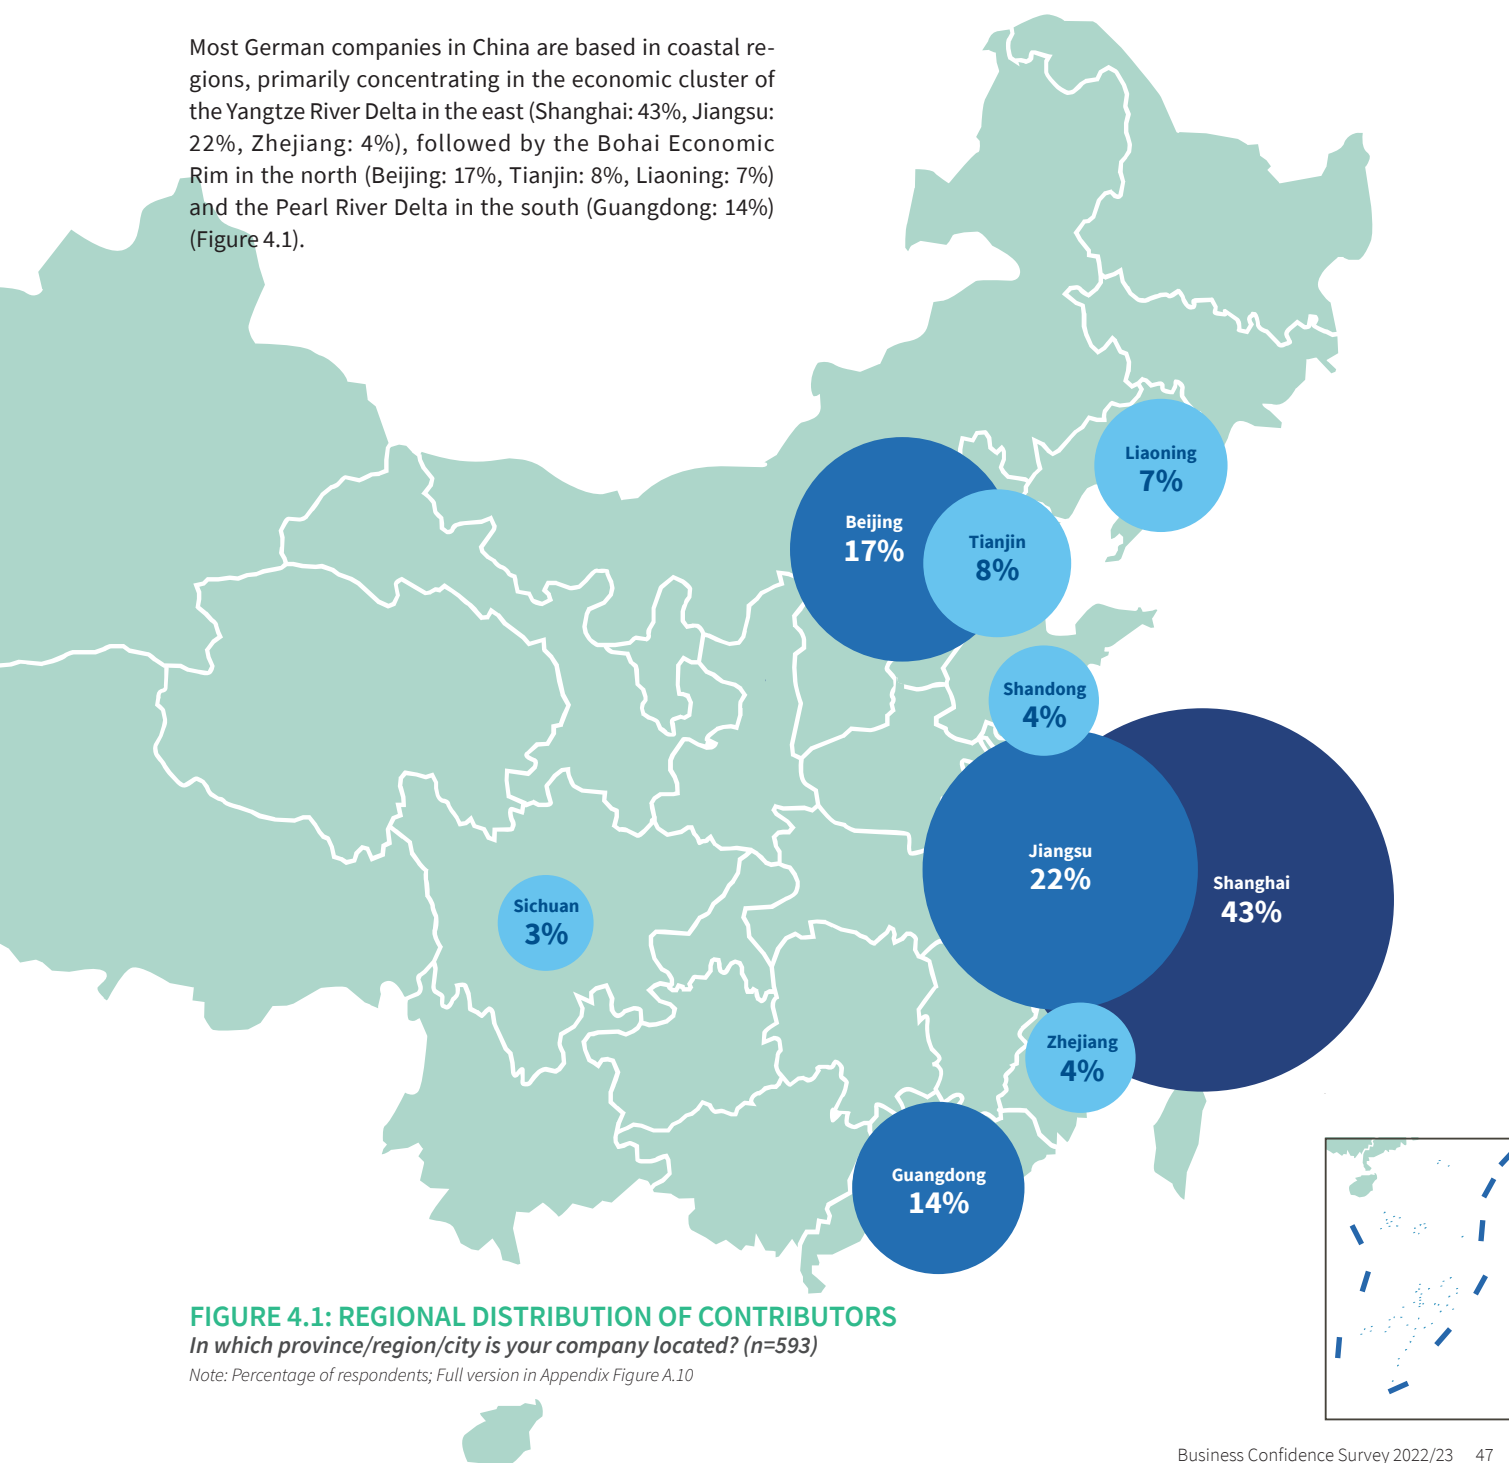 Most German companies in China are based in coastal re-
gions, primarily concentrating in the economic cluster of
the Yangtze River Delta in the east (Shanghai: 43%, Jiangsu:
22%, Zhejiang: 4%), followed by the Bohai Economic
Rim in the north (Beijing: 17%, Tianjin: 8%, Liaoning: 7%)
and the Pearl River Delta in the south (Guangdong: 14%)
(Figure 4.1).
Liaoning
7%
Beijing
17%
Tianjin
8%
Shandong
4%
Jiangsu
22%
Shanghai
43%
Sichuan
3%
Zhejiang
4%
Guangdong
14%
FIGURE 4.1: REGIONAL DISTRIBUTION OF CONTRIBUTORS
In which province/region/city is your company located? (n=593)
Note: Percentage of respondents; Full version in Appendix Figure A.10
Business Confidence Survey 2022/23 47